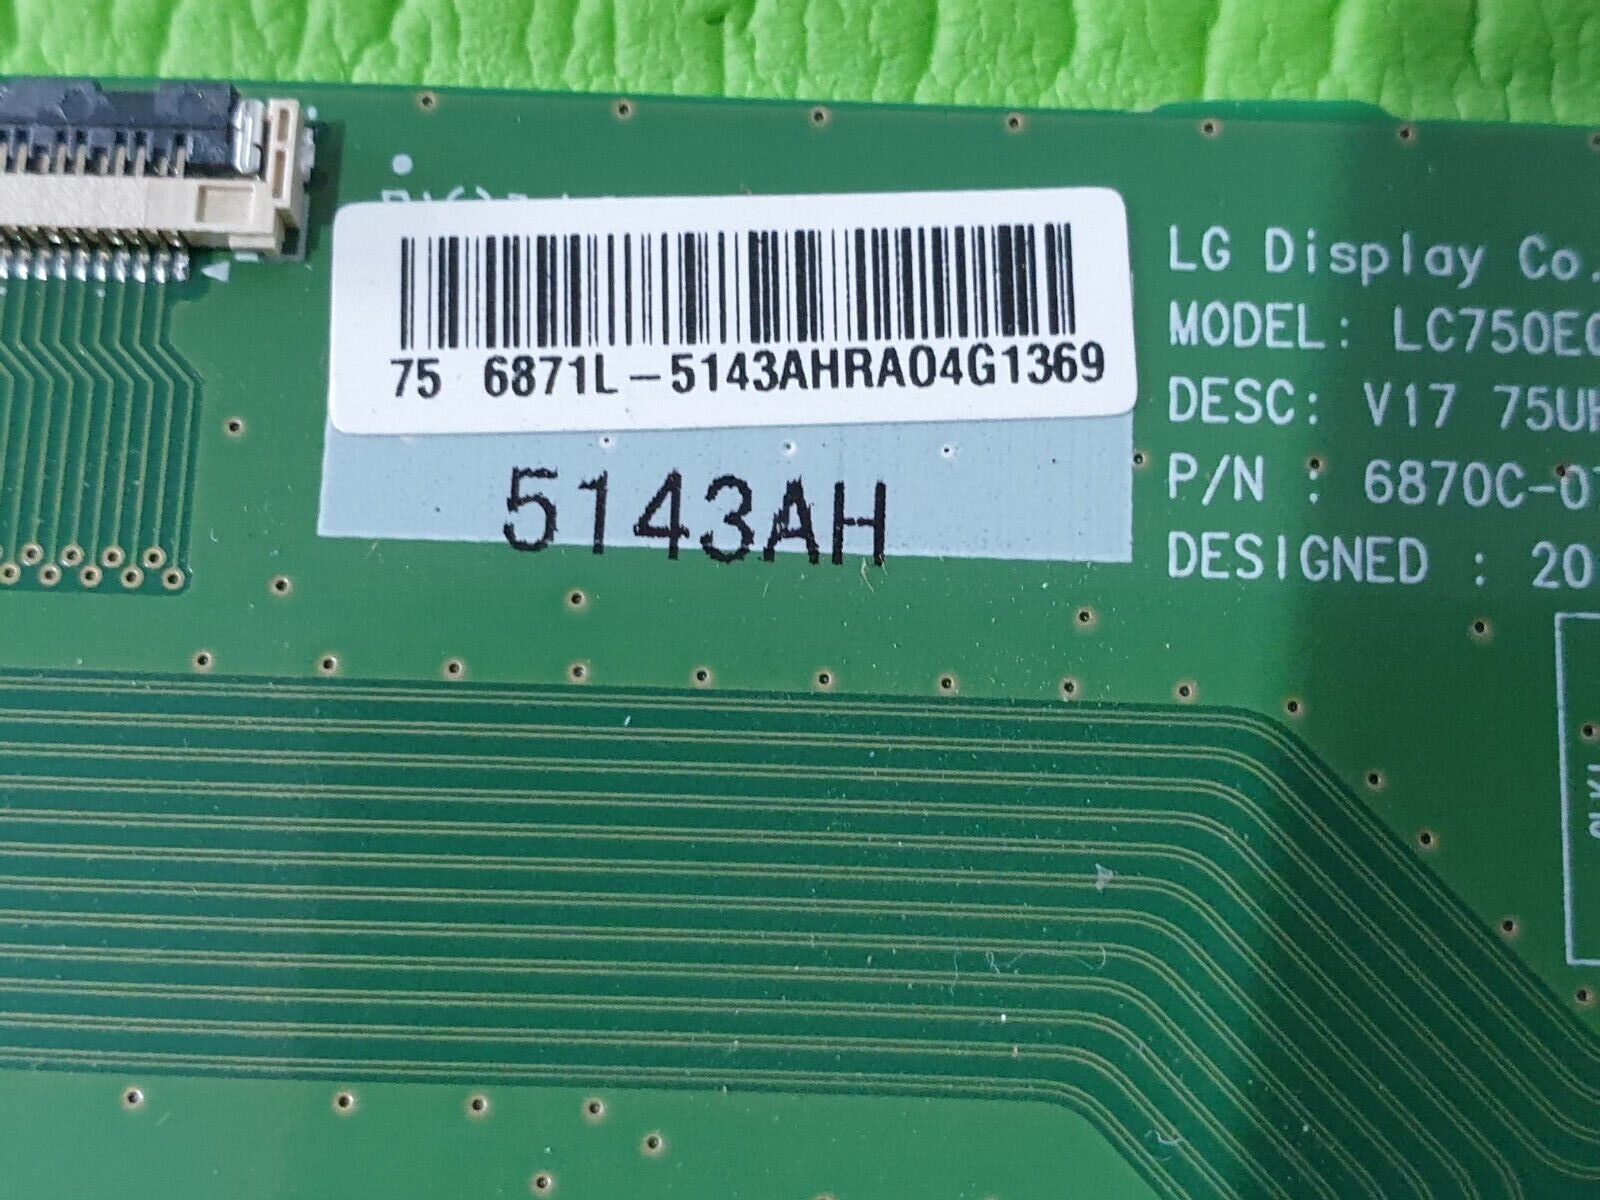 75 6871L-5143AHRA04G1369
5143AH
LG Display Co.
MODEL: LC750EQ
DESC: V17 75UH
P/N : 6870C-07
DESIGNED : 20